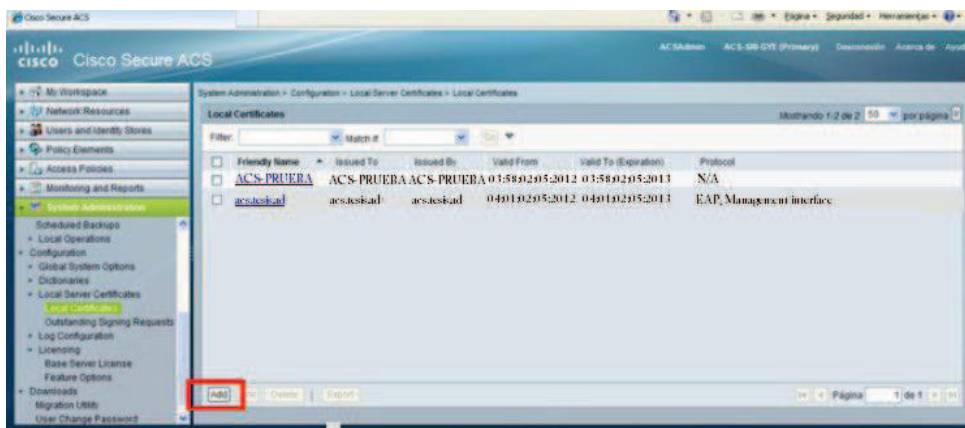 Cisco Secure ACS
Página Seguridad Herramientas
CISCO Cisco Secure ACS
ACSAdmin ACS-SRI-GYE (Primary) Desconexión Acerca de
My Workspace
Network Resources
Users and Identity Stores
Policy Elements
Access Policies
Monitoring and Reports
System Administration
Scheduled Backups
Local Operations
Configuration
Global System Options
Dictionaries
Local Server Certificates
Local Certificates
Outstanding Signing Requests
Log Configuration
Licensing
Base Server License
Feature Options
Downloads
Migration Utility
User Change Password
System Administration > Configuration > Local Server Certificates > Local Certificates
Local Certificates
Mostrando 1-2 de 2 50 por página
Filter: Match if: Go
Friendly Name Issued To Issued By Valid From Valid To (Expiration) Protocol
ACS-PRUEBA ACS-PRUEBA ACS-PRUEBA 03:58:02:05:2012 03:58:02:05:2013 N/A
acs.tesis.ad acs.tesis.ad acs.tesis.ad 04:01:02:05:2012 04:01:02:05:2013 EAP, Management interface
Add Delete | Export
Página 1 de 1